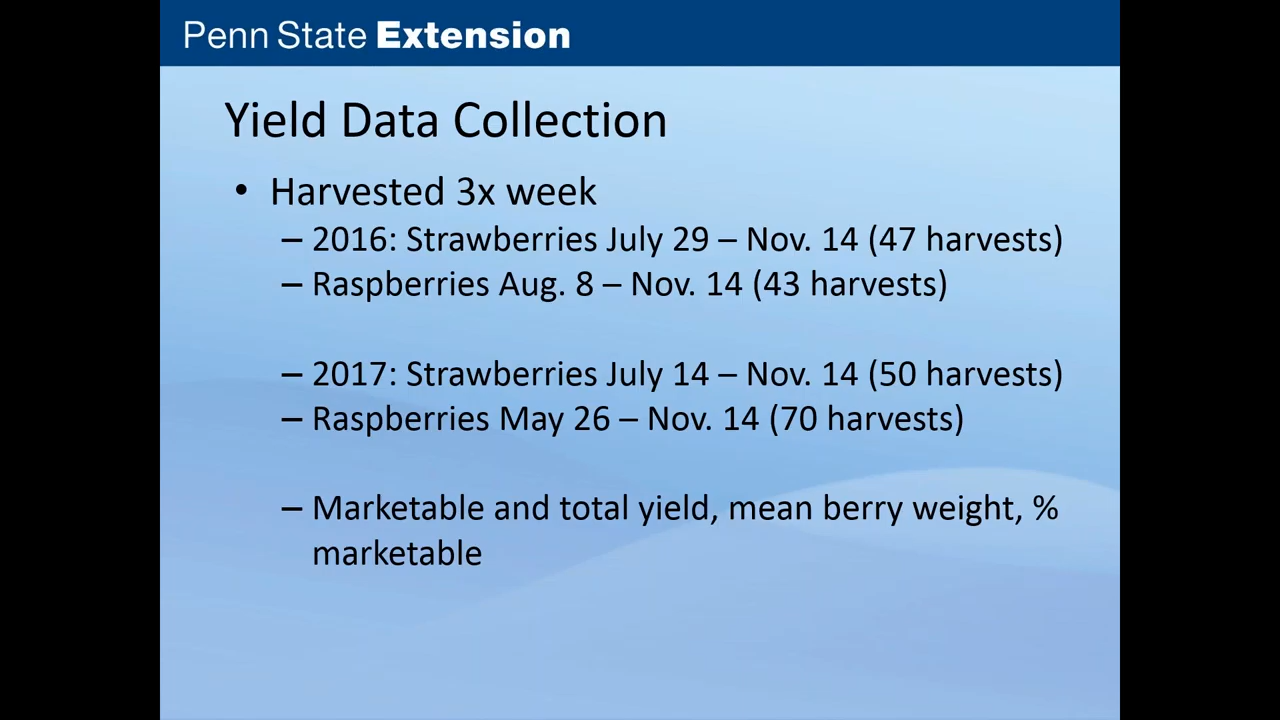 Penn State Extension
Yield Data Collection
• Harvested 3x week
– 2016: Strawberries July 29 – Nov. 14 (47 harvests)
– Raspberries Aug. 8 – Nov. 14 (43 harvests)
– 2017: Strawberries July 14 – Nov. 14 (50 harvests)
– Raspberries May 26 – Nov. 14 (70 harvests)
– Marketable and total yield, mean berry weight, %
marketable